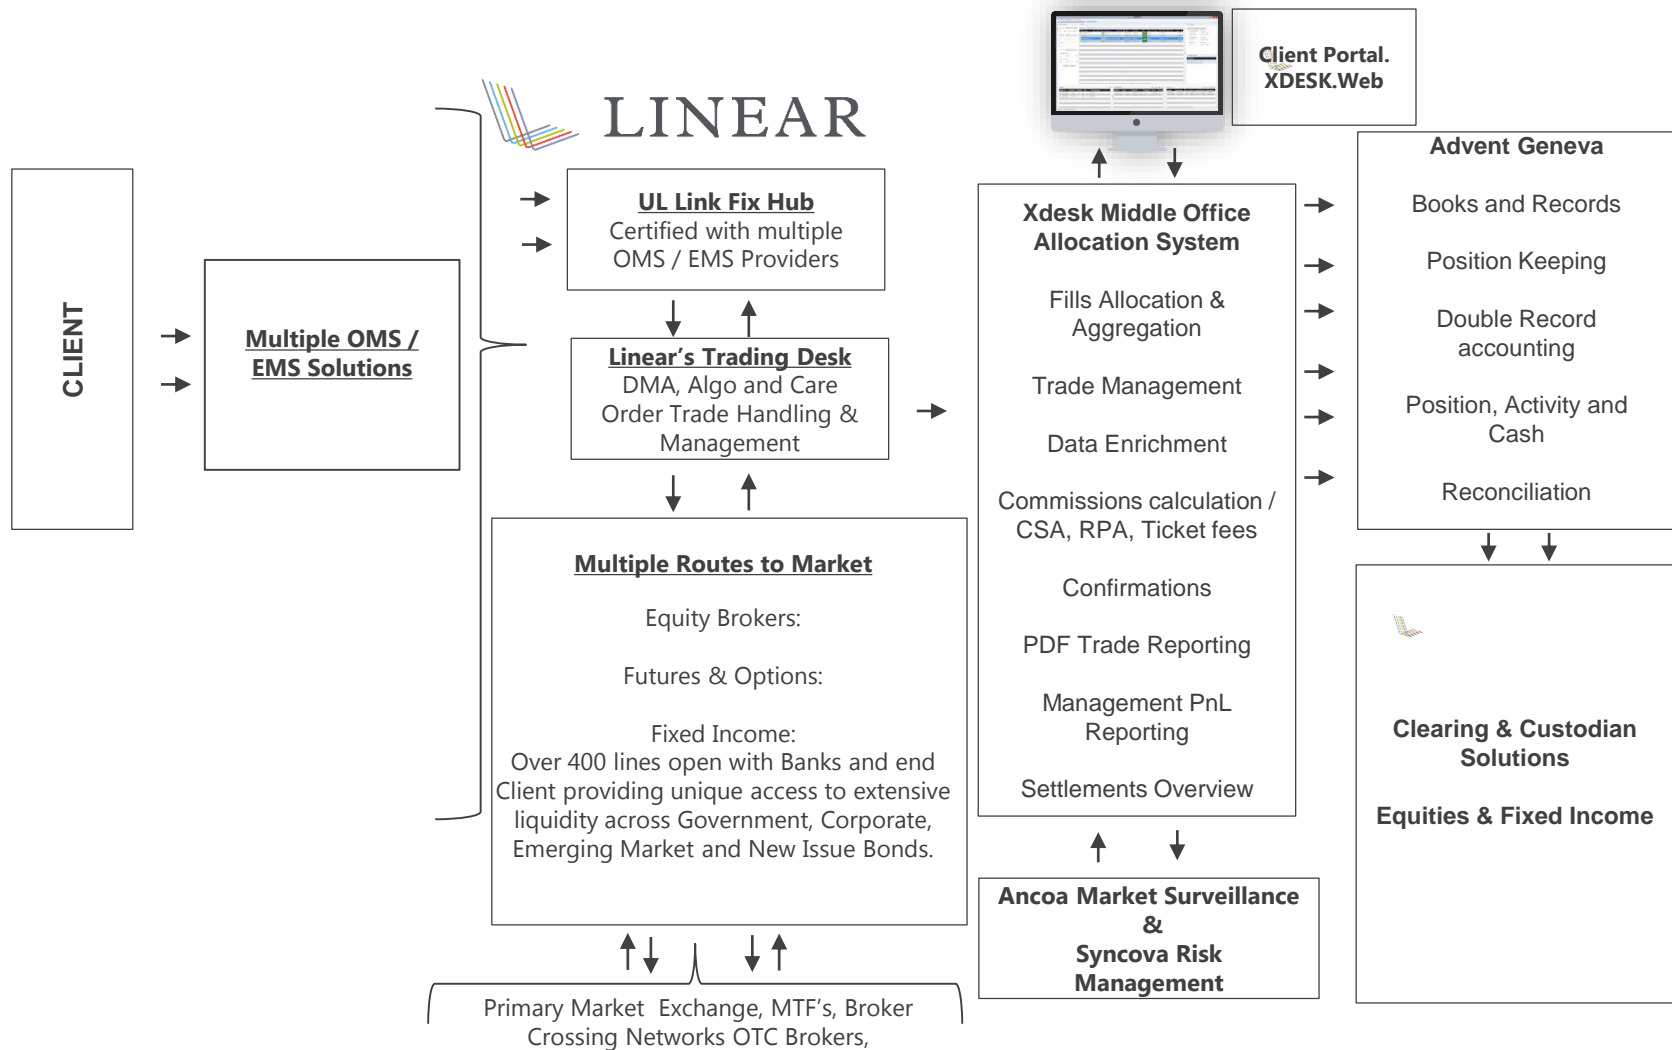 CLIENT
Multiple OMS /
EMS Solutions
LINEAR
UL Link Fix Hub
Certified with multiple
OMS / EMS Providers
Linear's Trading Desk
DMA, Algo and Care
Order Trade Handling &
Management
Multiple Routes to Market
Equity Brokers:
Futures & Options:
Fixed Income:
Over 400 lines open with Banks and end
Client providing unique access to extensive
liquidity across Government, Corporate,
Emerging Market and New Issue Bonds.
Primary Market Exchange, MTF's, Broker
Crossing Networks OTC Brokers,
Client Portal.
XDESK.Web
Xdesk Middle Office
Allocation System
Fills Allocation &
Aggregation
Trade Management
Data Enrichment
Commissions calculation /
CSA, RPA, Ticket fees
Confirmations
PDF Trade Reporting
Management PnL
Reporting
Settlements Overview
Ancoa Market Surveillance
&
Syncova Risk
Management
Advent Geneva
Books and Records
Position Keeping
Double Record
accounting
Position, Activity and
Cash
Reconciliation
Clearing & Custodian
Solutions
Equities & Fixed Income